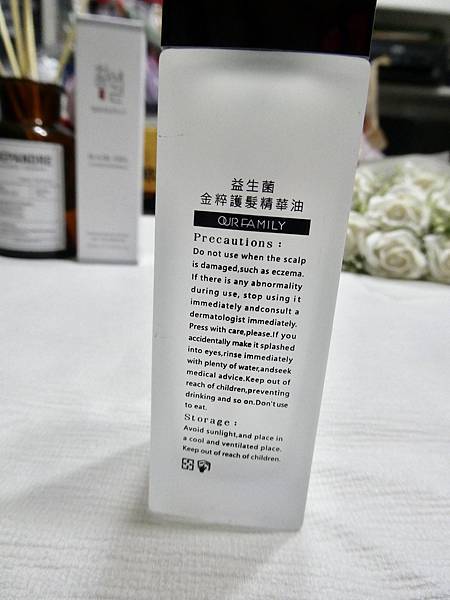 益生菌
金粹護髮精華油
OURFAMILY
Precautions：
Do not use when the scalp
is damaged,such as eczema.
If there is any abnormality
during use, stop using it
immediately andconsult a
dermatologist immediately.
Press with care,please.If you
accidentally make it splashed
into eyes,rinse immediately
with plenty of water,andseek
medical advice.Keep out of
reach of children,preventing
drinking and so on.Don't use
to eat.
Storage：
Avoid sunlight,and place in
a cool and ventilated place.
Keep out of reach of children.